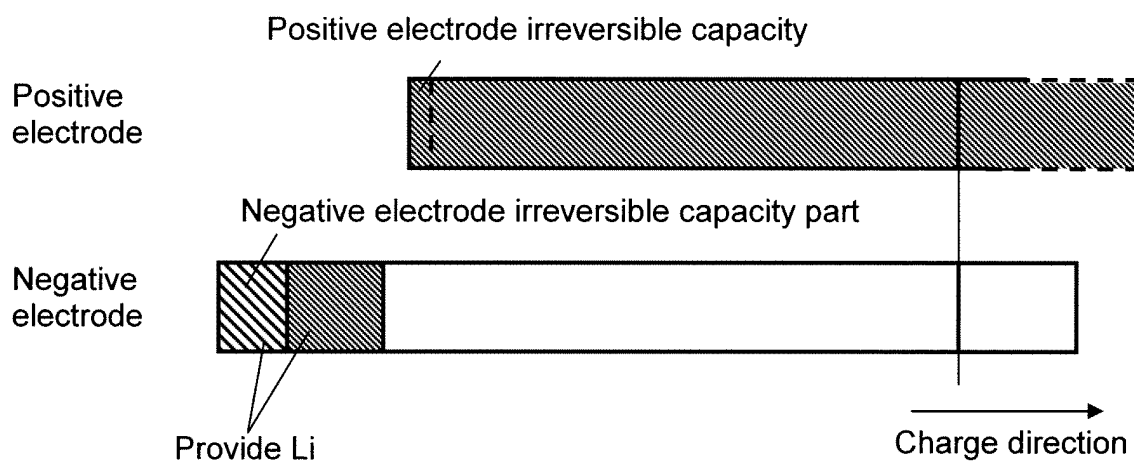 Positive electrode irreversible capacity
Positive
electrode
Negative electrode irreversible capacity part
Negative
electrode
Provide Li
Charge direction